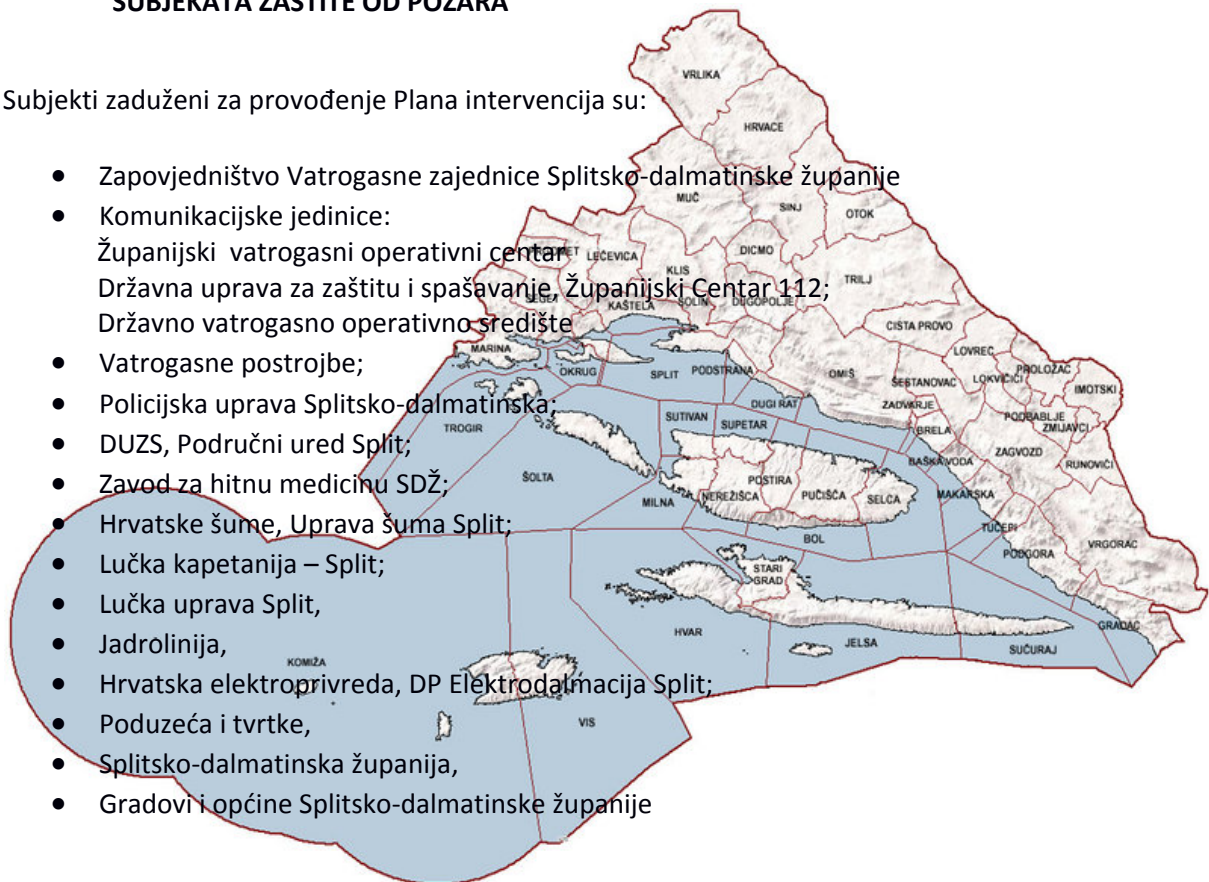 SUBJEKATA ZAŠTITE OD POŽARA
Subjekti zaduženi za provođenje Plana intervencija su:
• Zapovjedništvo Vatrogasne zajednice Splitsko-dalmatinske županije
• Komunikacijske jedinice:
Županijski vatrogasni operativni centar
Državna uprava za zaštitu i spašavanje, Županijski Centar 112;
Državno vatrogasno operativno središte
• Vatrogasne postrojbe;
• Policijska uprava Splitsko-dalmatinska;
• DUZS, Područni ured Split;
• Zavod za hitnu medicinu SDŽ;
• Hrvatske šume, Uprava šuma Split;
• Lučka kapetanija – Split;
• Lučka uprava Split,
• Jadrolinija,
• Hrvatska elektroprivreda, DP Elektrodalmacija Split;
• Poduzeća i tvrtke,
• Splitsko-dalmatinska županija,
• Gradovi i općine Splitsko-dalmatinske županije
VRLIKA
HRVACE
MUĆ
SINJ
OTOK
LEĆEVICA
DICMO
KLIS
TRILJ
SEGET
KAŠTELA
SOLIN
DUGOPOLJE
CISTA PROVO
MARINA
LOVREĆ
OKRUG
SPLIT
PODSTRANA
OMIŠ
ŠESTANOVAC
LOKVIČIĆI
PROLOŽAC
IMOTSKI
TROGIR
SUTIVAN
SUPETAR
DUGI RAT
ZADVARJE
BRELA
PODBABLJE
ZMIJAVCI
ŠOLTA
MILNA
NEREŽIŠĆA
POSTIRA
PUČIŠĆA
SELCA
BAŠKA VODA
ZAGVOZD
RUNOVIĆI
MAKARSKA
TUČEPI
BOL
PODGORA
VRGORAC
STARI
GRAD
HVAR
JELSA
SUĆURAJ
GRADAC
KOMIŽA
VIS